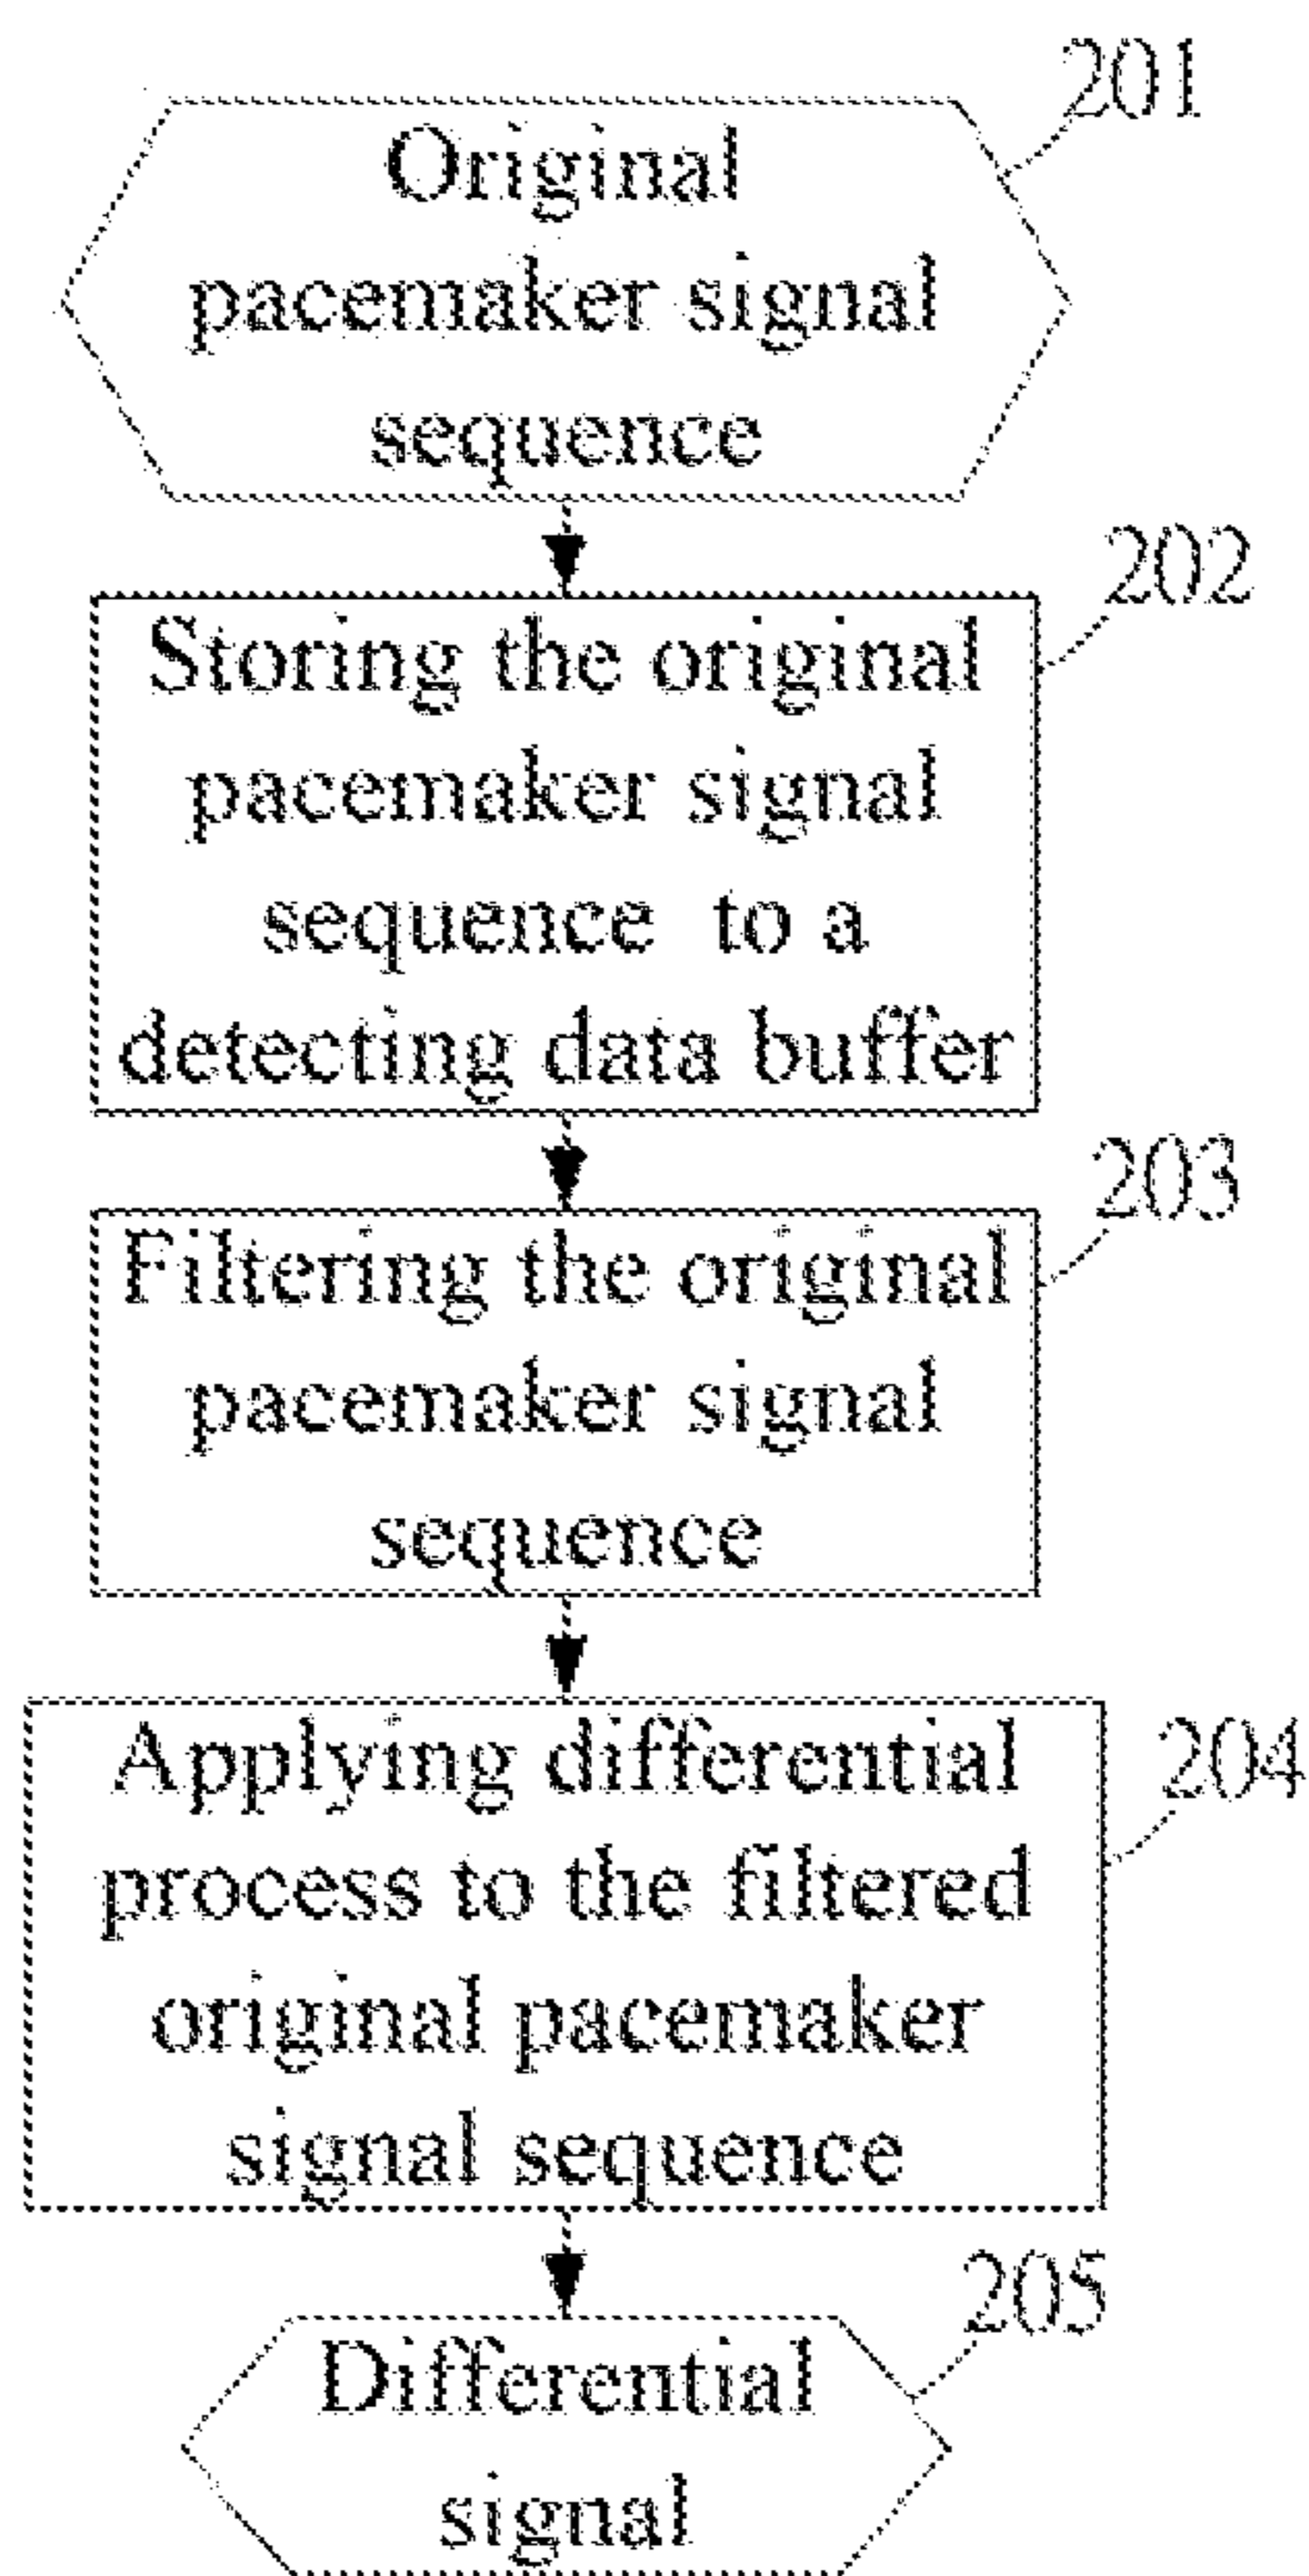 201
Original
pacemaker signal
sequence
202
Storing the original
pacemaker signal
sequence to a
detecting data buffer
203
Filtering the original
pacemaker signal
sequence
204
Applying differential
process to the filtered
original pacemaker
signal sequence
205
Differential
signal